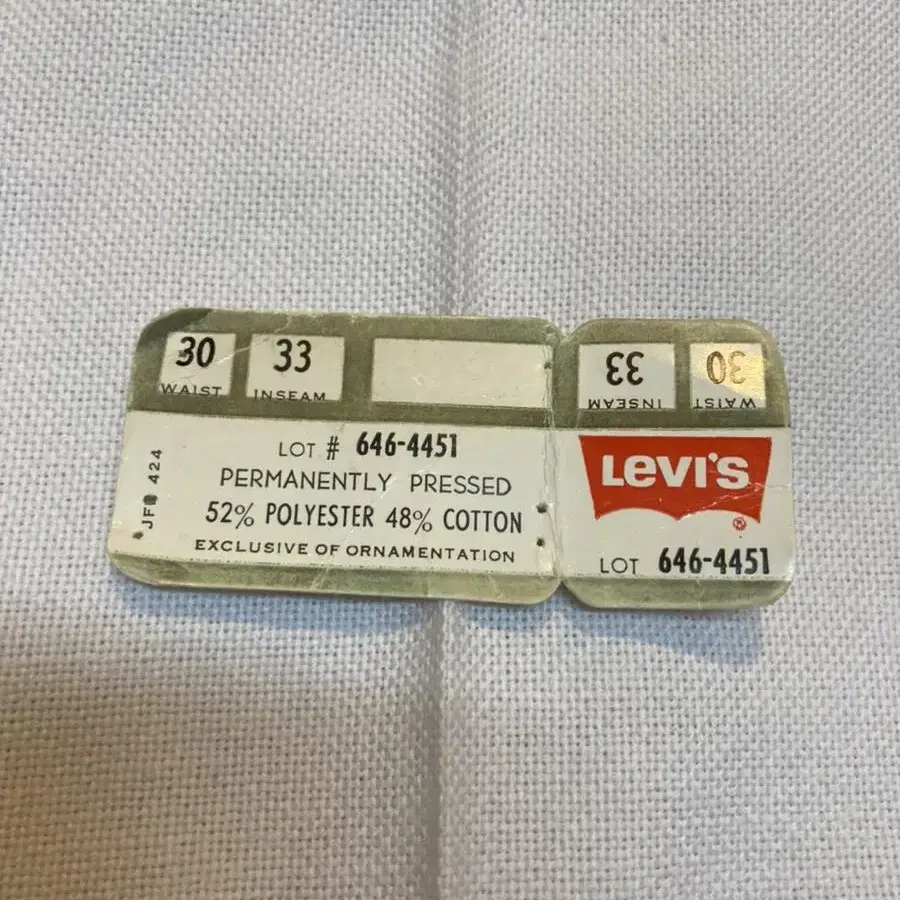 30 33
WAIST INSEAM
LOT # 646-4451
PERMANENTLY PRESSED
52% POLYESTER 48% COTTON
EXCLUSIVE OF ORNAMENTATION
424
33 30
INSEAM WAIST
Levi's
®
LOT 646-4451